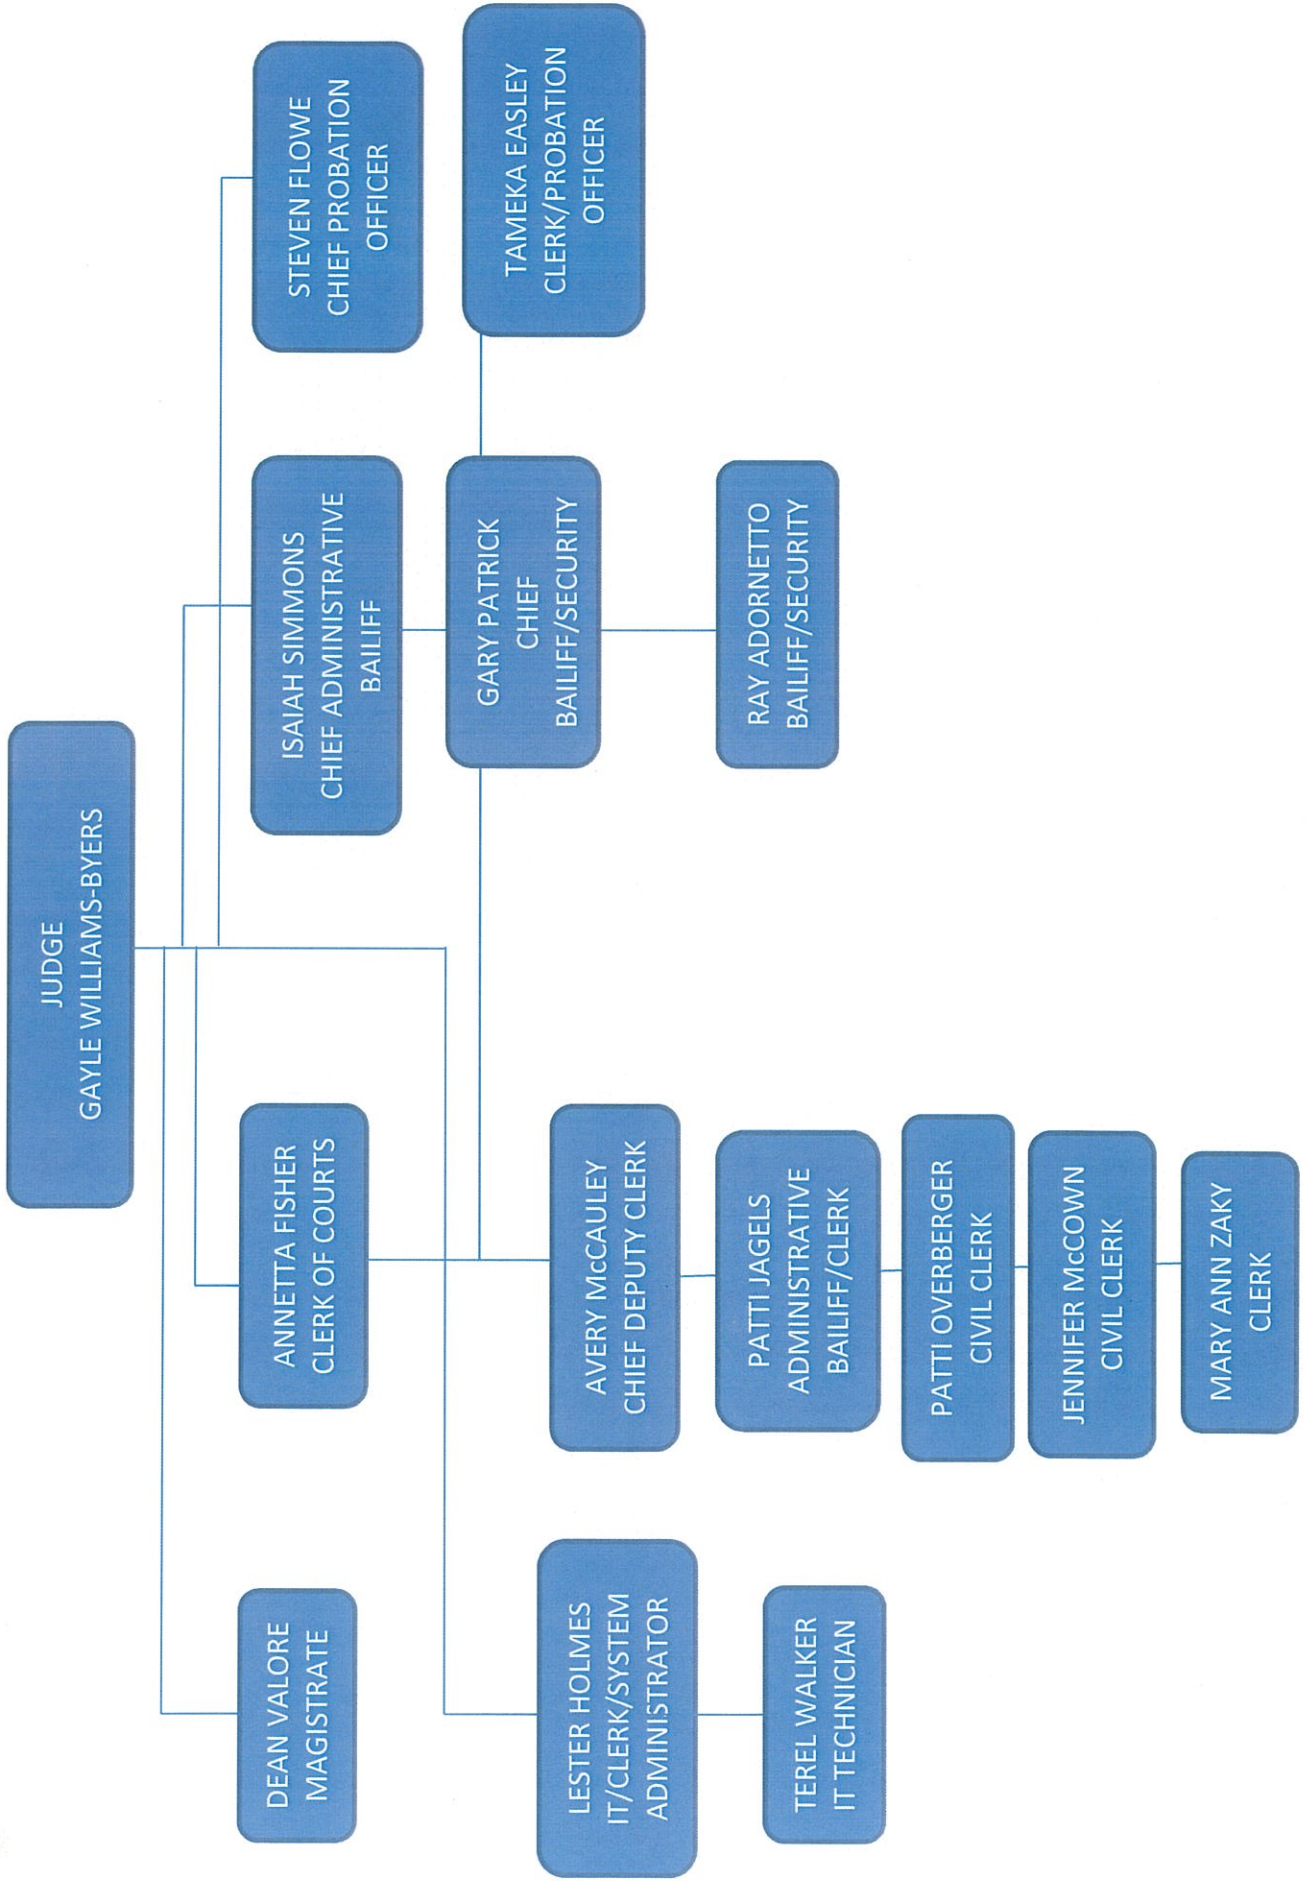 JUDGE
GAYLE WILLIAMS-BYERS
DEAN VALORE
MAGISTRATE
ANNETTA FISHER
CLERK OF COURTS
ISAIAH SIMMONS
CHIEF ADMINISTRATIVE
BAILIFF
STEVEN FLOWE
CHIEF PROBATION
OFFICER
LESTER HOLMES
IT/CLERK/SYSTEM
ADMINISTRATOR
AVERY McCAULEY
CHIEF DEPUTY CLERK
GARY PATRICK
CHIEF
BAILIFF/SECURITY
TAMEKA EASLEY
CLERK/PROBATION
OFFICER
TEREL WALKER
IT TECHNICIAN
PATTI JAGELS
ADMINISTRATIVE
BAILIFF/CLERK
RAY ADORNETTO
BAILIFF/SECURITY
PATTI OVERBERGER
CIVIL CLERK
JENNIFER McCOWN
CIVIL CLERK
MARY ANN ZAKY
CLERK